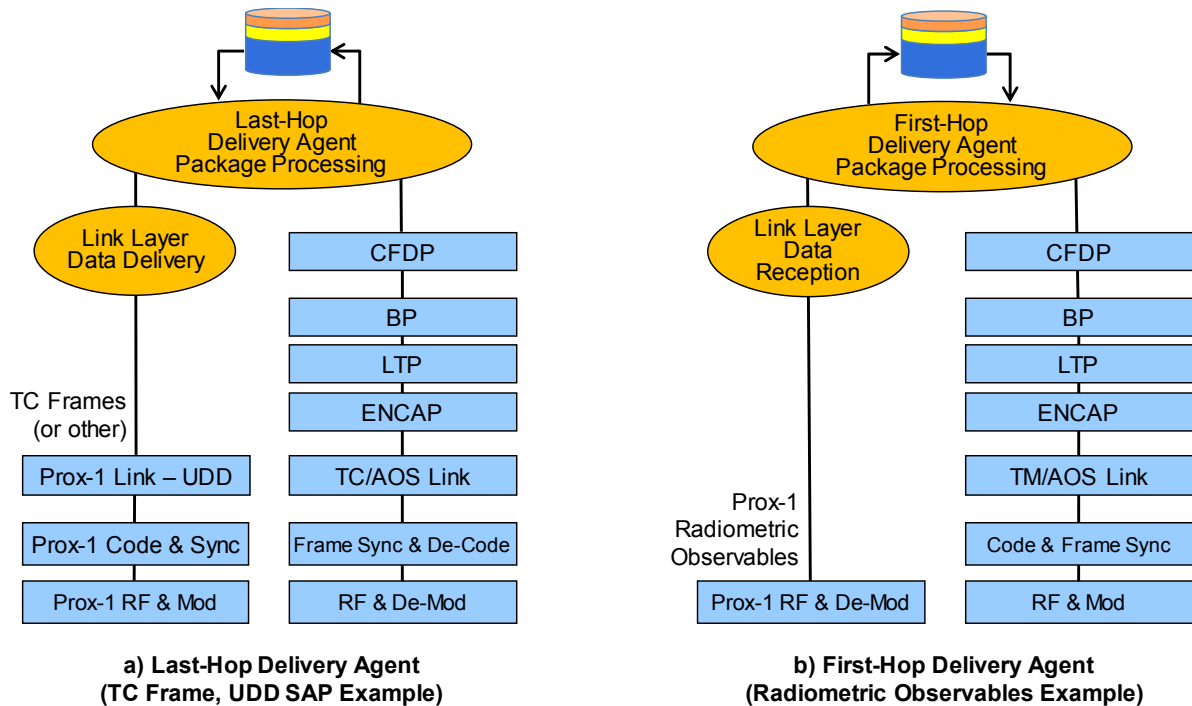 Last-Hop
Delivery Agent
Package Processing
Link Layer
Data Delivery
TC Frames
(or other)
Prox-1 Link – UDD
Prox-1 Code & Sync
Prox-1 RF & Mod
CFDP
BP
LTP
ENCAP
TC/AOS Link
Frame Sync & De-Code
RF & De-Mod
a) Last-Hop Delivery Agent
(TC Frame, UDD SAP Example)
First-Hop
Delivery Agent
Package Processing
Link Layer
Data
Reception
Prox-1
Radiometric
Observables
Prox-1 RF & De-Mod
CFDP
BP
LTP
ENCAP
TM/AOS Link
Code & Frame Sync
RF & Mod
b) First-Hop Delivery Agent
(Radiometric Observables Example)